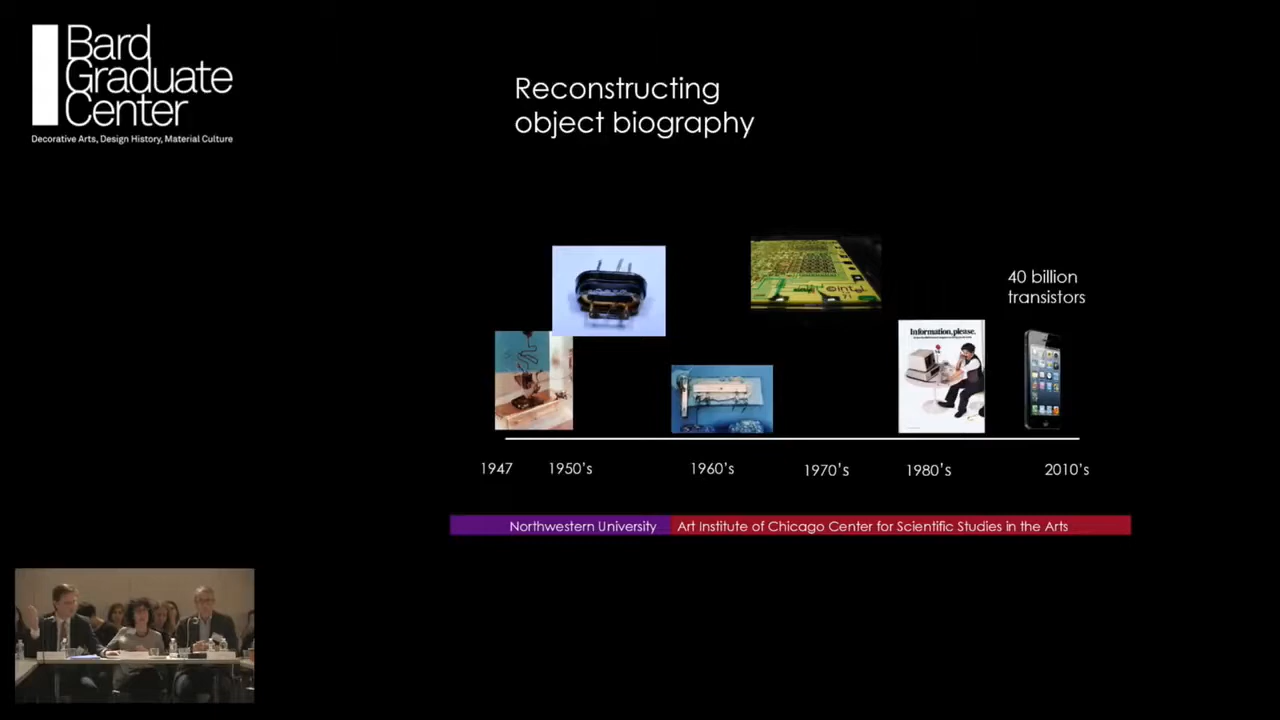 Bard
Graduate
Center
Decorative Arts, Design History, Material Culture
Reconstructing
object biography
40 billion
transistors
Information, please.
intel
1947
1950's
1960's
1970's
1980's
2010's
Northwestern University
Art Institute of Chicago Center for Scientific Studies in the Arts